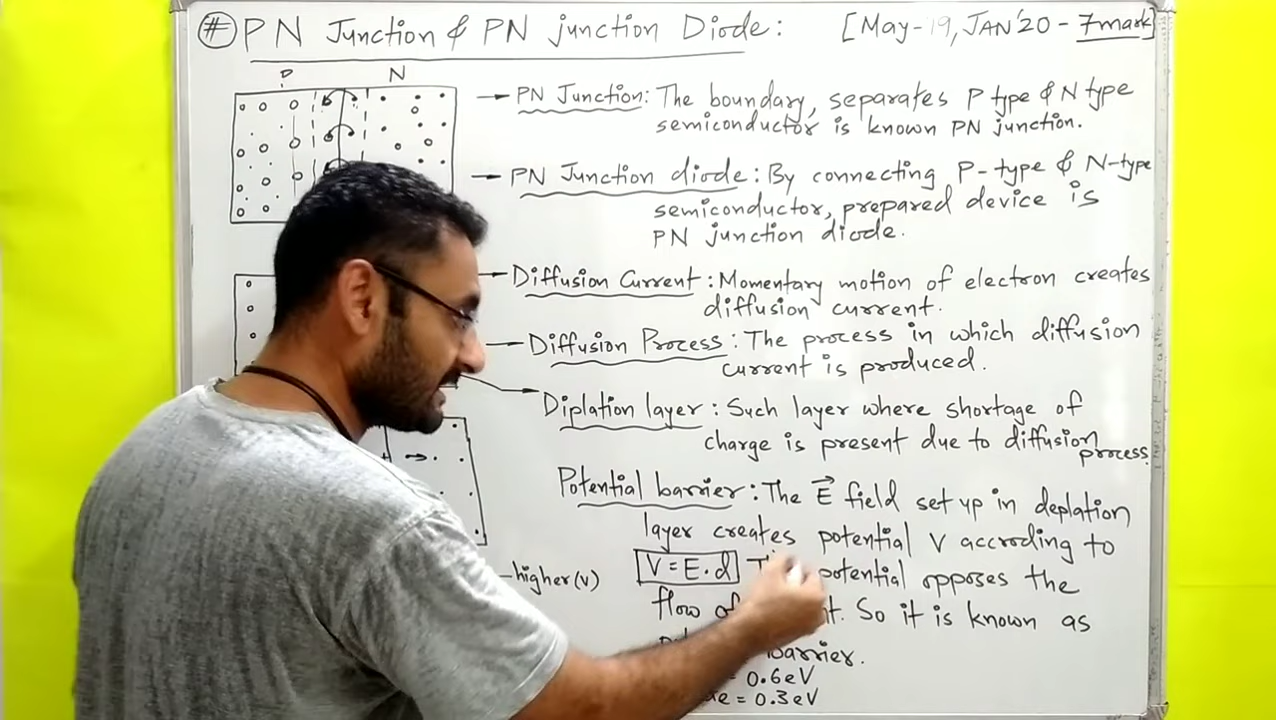 # PN Junction & PN junction Diode: [May-19, JAN'20 - 7mark]
P N
→ PN Junction: The boundary, separates P type & N type
semiconductor is known PN junction.
→ PN Junction diode: By connecting P-type & N-type
semiconductor, prepared device is
PN junction diode.
→ Diffusion Current: Momentary motion of electron creates
diffusion current.
→ Diffusion Process: The process in which diffusion
current is produced.
Diplation layer: Such layer where shortage of
charge is present due to diffusion
process.
Potential barrier: The E⃗ field set up in deplation
layer creates potential V accroding to
V = E.d potential opposes the
higher(v)
flow of So it is known as
barrier.
= 0.6eV
= 0.3eV